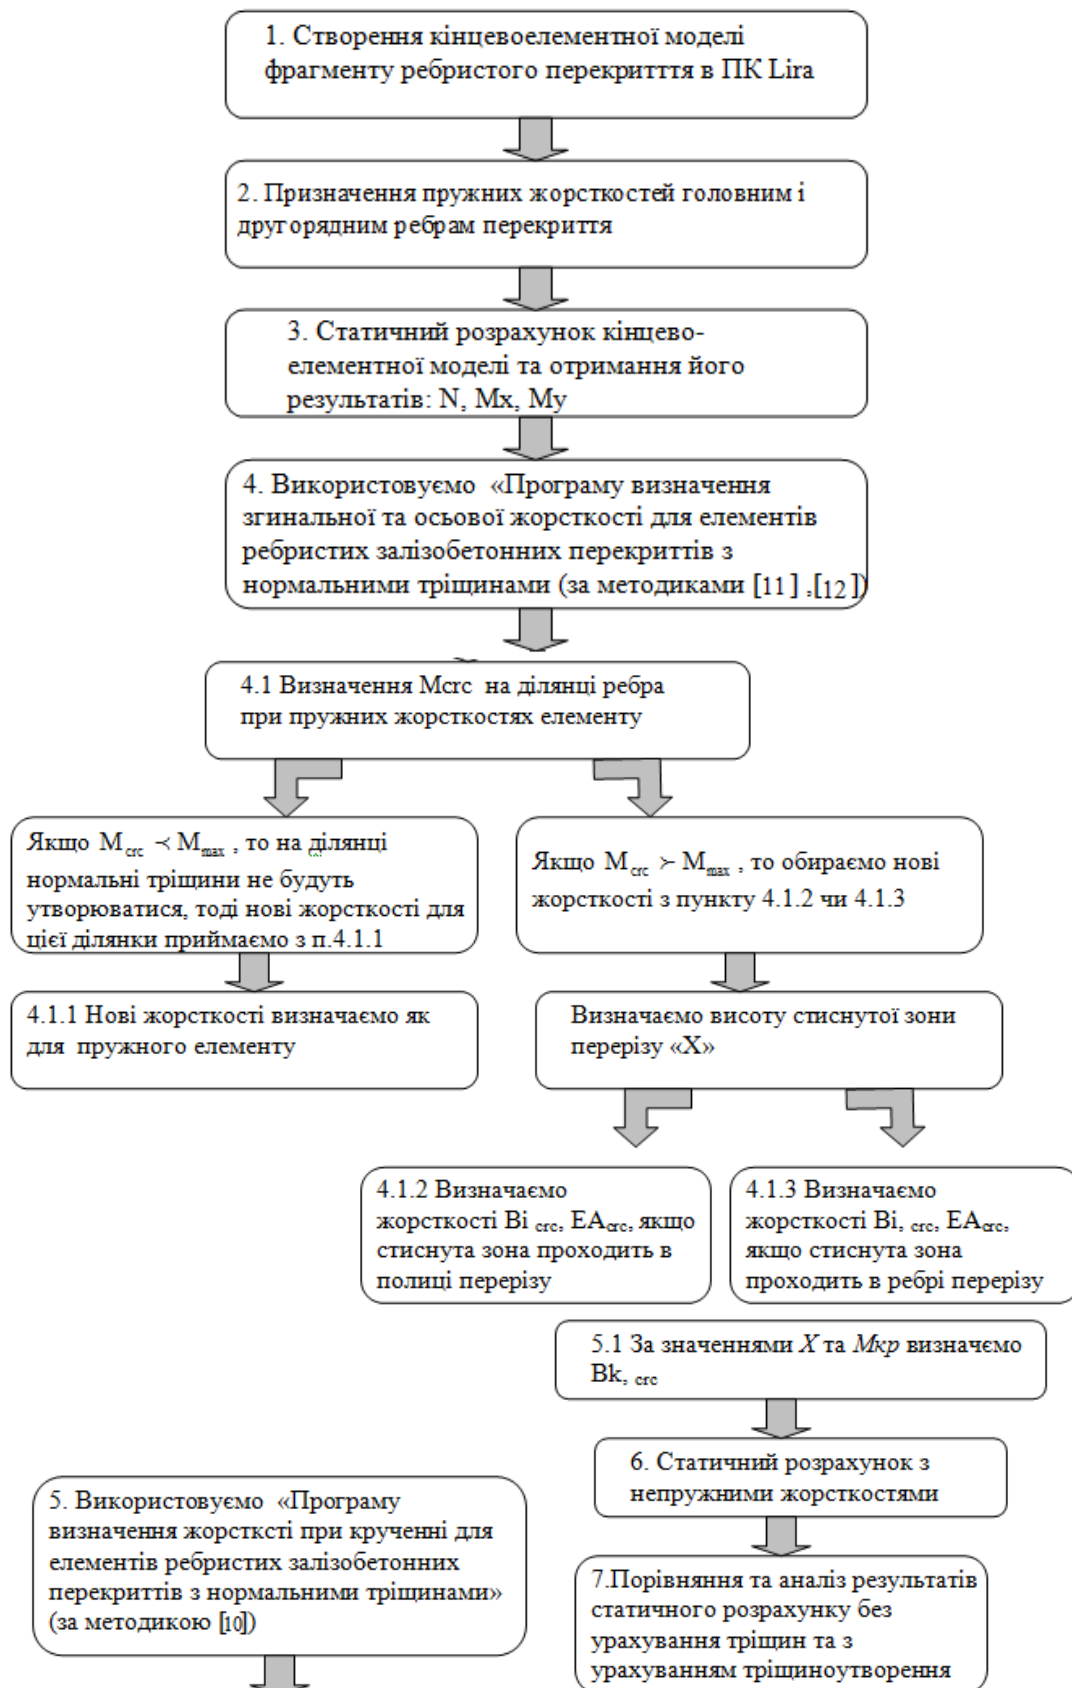 1. Створення кінцевоелементної моделі
фрагменту ребристого перекритття в ПК Lira
2. Призначення пружних жорсткостей головним і
другорядним ребрам перекриття
3. Статичний розрахунок кінцево-
елементної моделі та отримання його
результатів: N, Mx, My
4. Використовуємо «Програму визначення
згинальної та осьової жорсткості для елементів
ребристих залізобетонних перекриттів з
нормальними тріщинами (за методиками [11] ,[12])
4.1 Визначення Мcrc на ділянці ребра
при пружних жорсткостях елементу
Якщо M crc ≺ M max , то на ділянці
нормальні тріщини не будуть
утворюватися, тоді нові жорсткості для
цієї ділянки приймаємо з п.4.1.1
Якщо M crc ≻ M max , то обираємо нові
жорсткості з пункту 4.1.2 чи 4.1.3
4.1.1 Нові жорсткості визначаємо як
для пружного елементу
Визначаємо висоту стиснутої зони
перерізу «X»
4.1.2 Визначаємо
жорсткості Bi crc, EAcrc, якщо
стиснута зона проходить в
полиці перерізу
4.1.3 Визначаємо
жорсткості Bi, crc, EAcrc,
якщо стиснута зона
проходить в ребрі перерізу
5.1 За значеннями X та Мкр визначємо
Bk, crc
6. Статичний розрахунок з
непружними жорсткостями
5. Використовуємо «Програму
визначення жорсткcті при крученні для
елементів ребристих залізобетонних
перекриттів з нормальними тріщинами»
(за методикою [10])
7.Порівняння та аналіз результатів
статичного розрахунку без
урахування тріщин та з
урахуванням тріщиноутворення